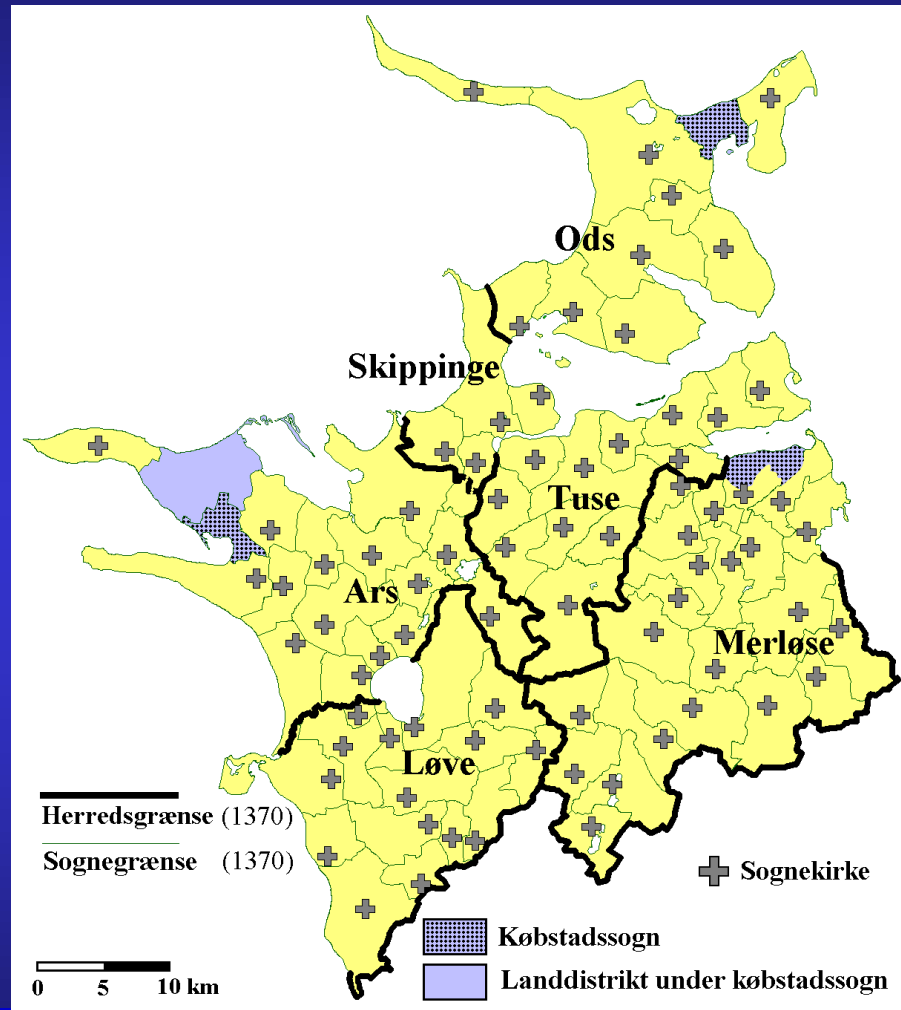 Ods
Skippinge
Tuse
Ars
Merløse
Løve
Herredsgrænse (1370)
Sognegrænse (1370)
Sognekirke
Købstadssogn
Landdistrikt under købstadssogn
0 5 10 km